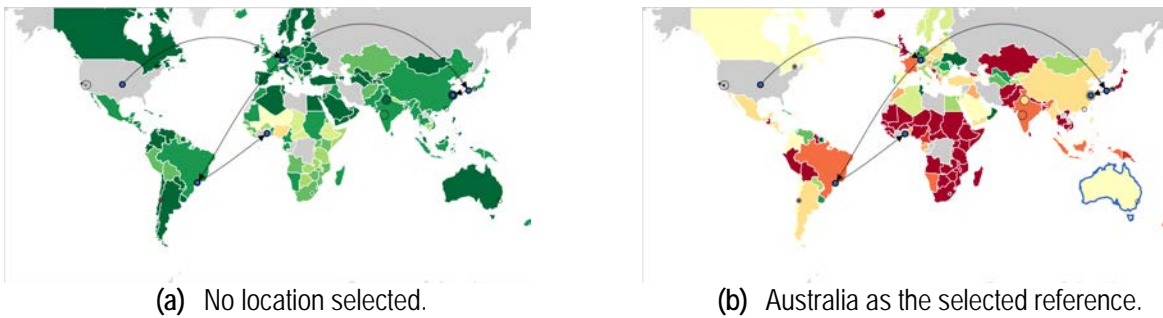 (a) No location selected.
(b) Australia as the selected reference.